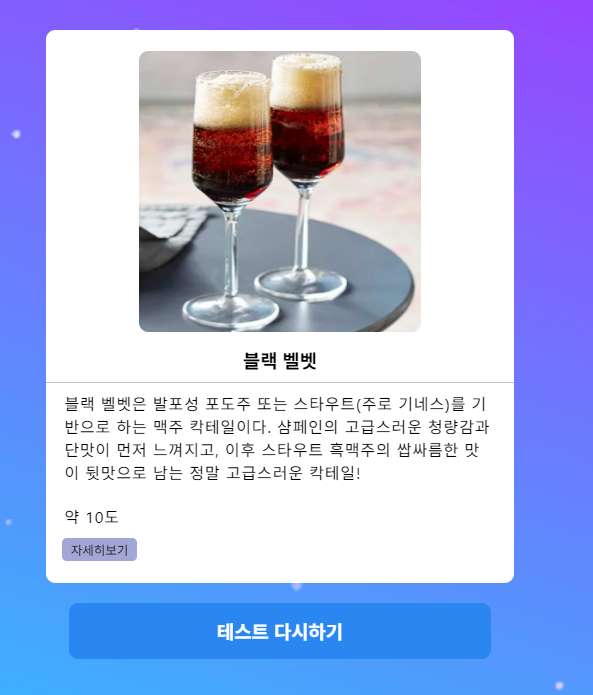 블랙 벨벳
블랙 벨벳은 발포성 포도주 또는 스타우트(주로 기네스)를 기
반으로 하는 맥주 칵테일이다. 샴페인의 고급스러운 청량감과
단맛이 먼저 느껴지고, 이후 스타우트 흑맥주의 쌉싸름한 맛
이 뒷맛으로 남는 정말 고급스러운 칵테일!
약 10도
자세히보기
테스트 다시하기